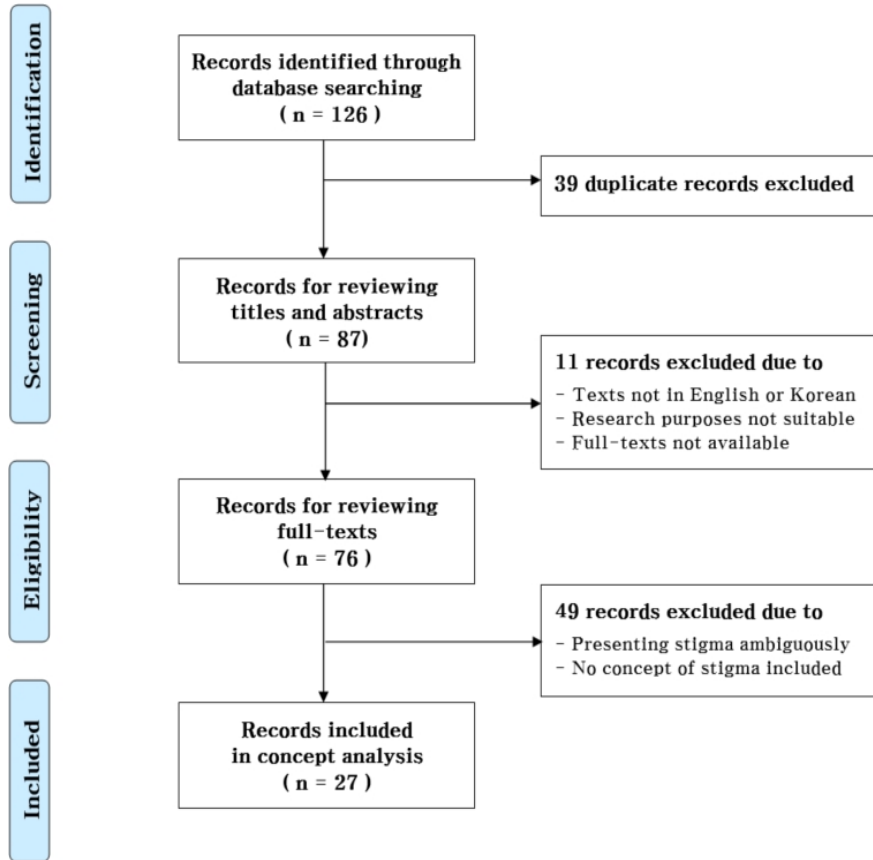 Identification
Records identified through
database searching
( n = 126 )
39 duplicate records excluded
Screening
Records for reviewing
titles and abstracts
( n = 87)
11 records excluded due to
- Texts not in English or Korean
- Research purposes not suitable
- Full-texts not available
Eligibility
Records for reviewing
full-texts
( n = 76 )
49 records excluded due to
- Presenting stigma ambiguously
- No concept of stigma included
Included
Records included
in concept analysis
( n = 27 )